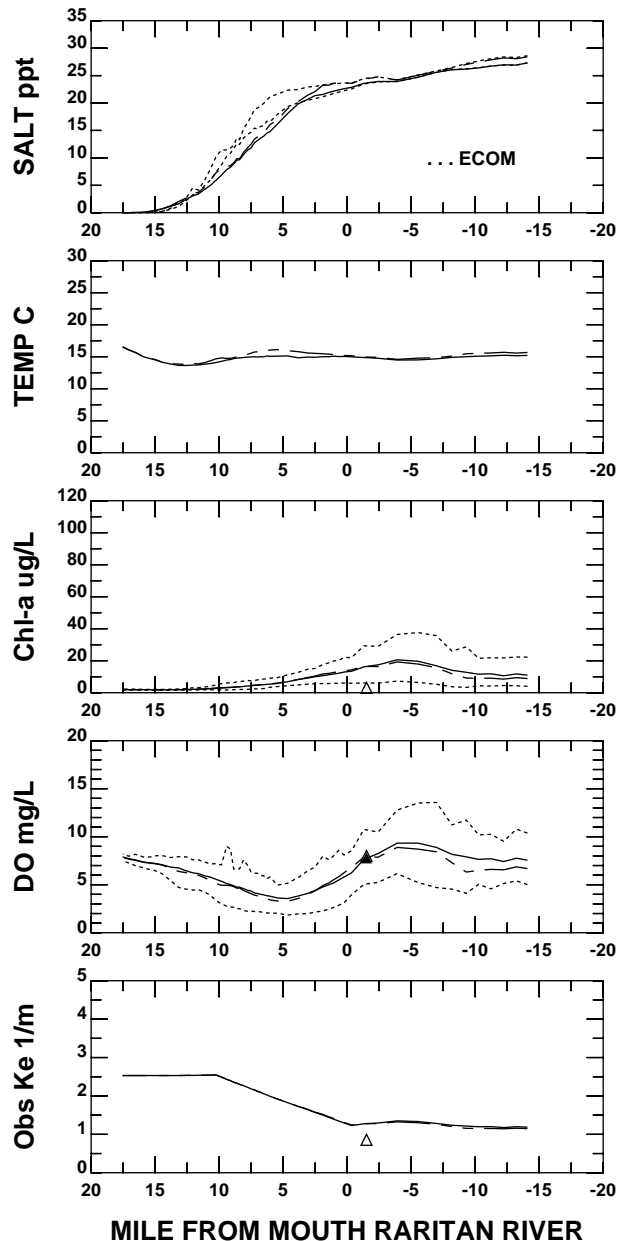 SALT ppt
35
30
25
20
15
10
5
0
. . . ECOM
20 15 10 5 0 -5 -10 -15 -20
TEMP C
30
25
20
15
10
5
0
20 15 10 5 0 -5 -10 -15 -20
Chl-a ug/L
120
100
80
60
40
20
0
20 15 10 5 0 -5 -10 -15 -20
DO mg/L
20
15
10
5
0
20 15 10 5 0 -5 -10 -15 -20
Obs Ke 1/m
5
4
3
2
1
0
20 15 10 5 0 -5 -10 -15 -20
MILE FROM MOUTH RARITAN RIVER